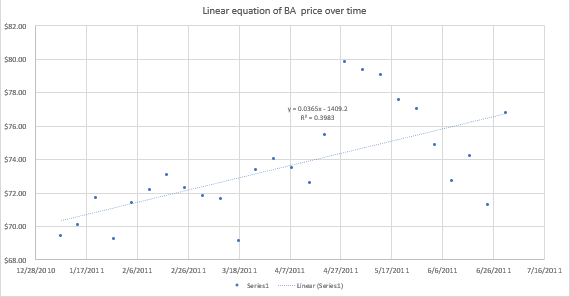 Linear equation of BA price over time
$82.00
$80.00
$78.00
y = 0.0365x - 1409.2
R² = 0.3983
$76.00
$74.00
$72.00
$70.00
$68.00
12/28/2010 1/17/2011 2/6/2011 2/26/2011 3/18/2011 4/7/2011 4/27/2011 5/17/2011 6/6/2011 6/26/2011 7/16/2011
Series1 Linear (Series1)